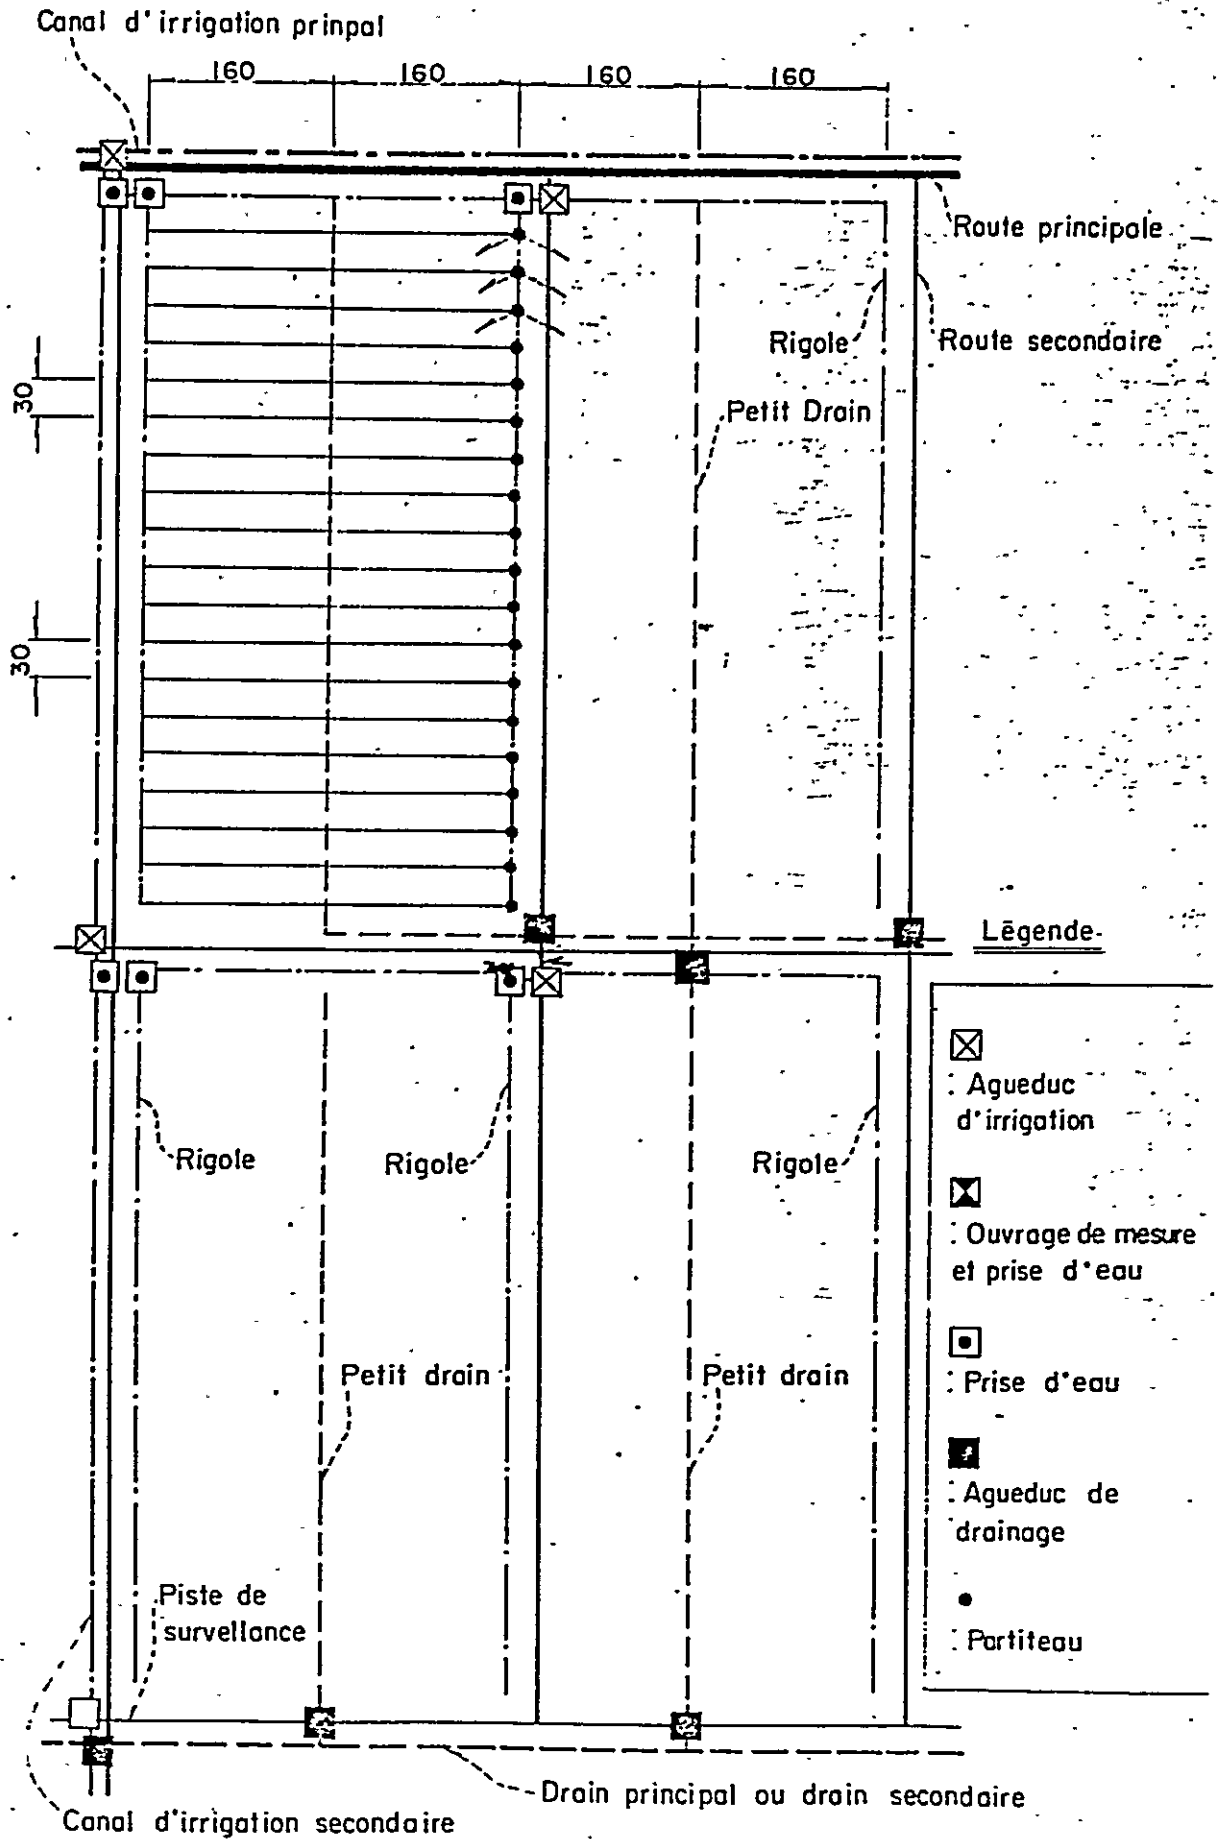 Canal d'irrigation prinpal
160 160 160 160
Route principale
Rigole
Route secondaire
30
Petit Drain
30
Légende
Agueduc
d'irrigation
Rigole Rigole Rigole
: Ouvrage de mesure
et prise d'eau
Petit drain Petit drain
: Prise d'eau
: Agueduc de
drainage
Piste de
survellance
: Partiteau
Drain principal ou drain secondaire
Canal d'irrigation secondaire